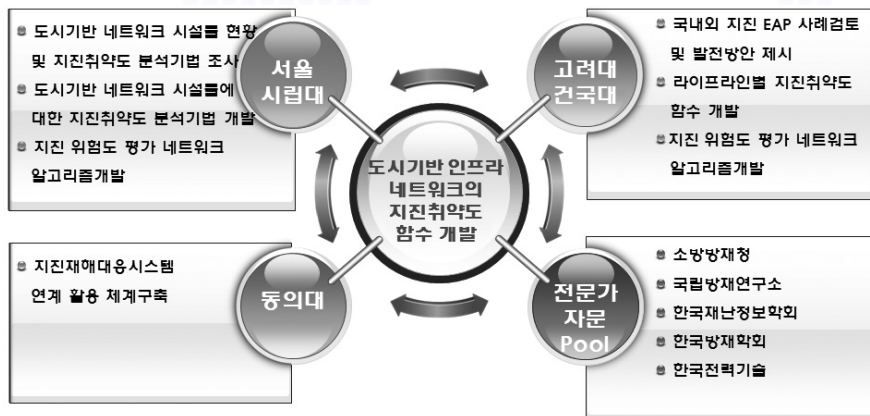 도시기반 네트워크 시설물 현황
및 지진취약도 분석기법 조사
도시기반 네트워크 시설물에
대한 지진취약도 분석기법 개발
지진 위험도 평가 네트워크
알고리즘개발
서울
시립대
고려대
건국대
국내외 지진 EAP 사례검토
및 발전방안 제시
라이프라인별 지진취약도
함수 개발
지진 위험도 평가 네트워크
알고리즘개발
도시기반 인프라
네트워크의
지진취약도
함수 개발
지진재해대응시스템
연계 활용 체계구축
동의대
전문가
자문
Pool
소방방재청
국립방재연구소
한국재난정보학회
한국방재학회
한국전력기술